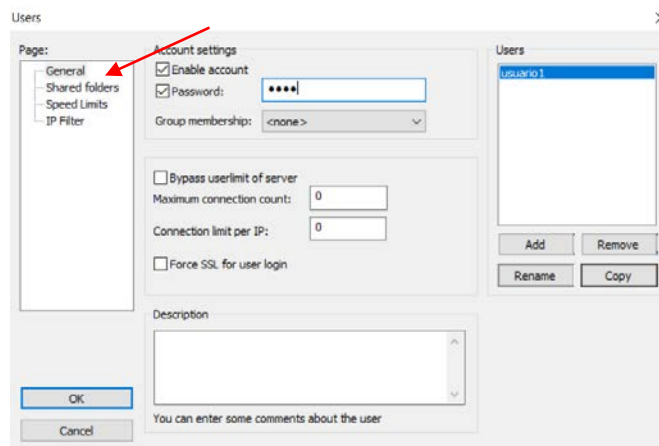 Users
Page:
General
Shared folders
Speed Limits
IP Filter
OK
Cancel
Account settings
Enable account
Password: ••••
Group membership: <none>
Bypass userlimit of server
Maximum connection count: 0
Connection limit per IP: 0
Force SSL for user login
Description
You can enter some comments about the user
Users
usuario1
Add Remove
Rename Copy